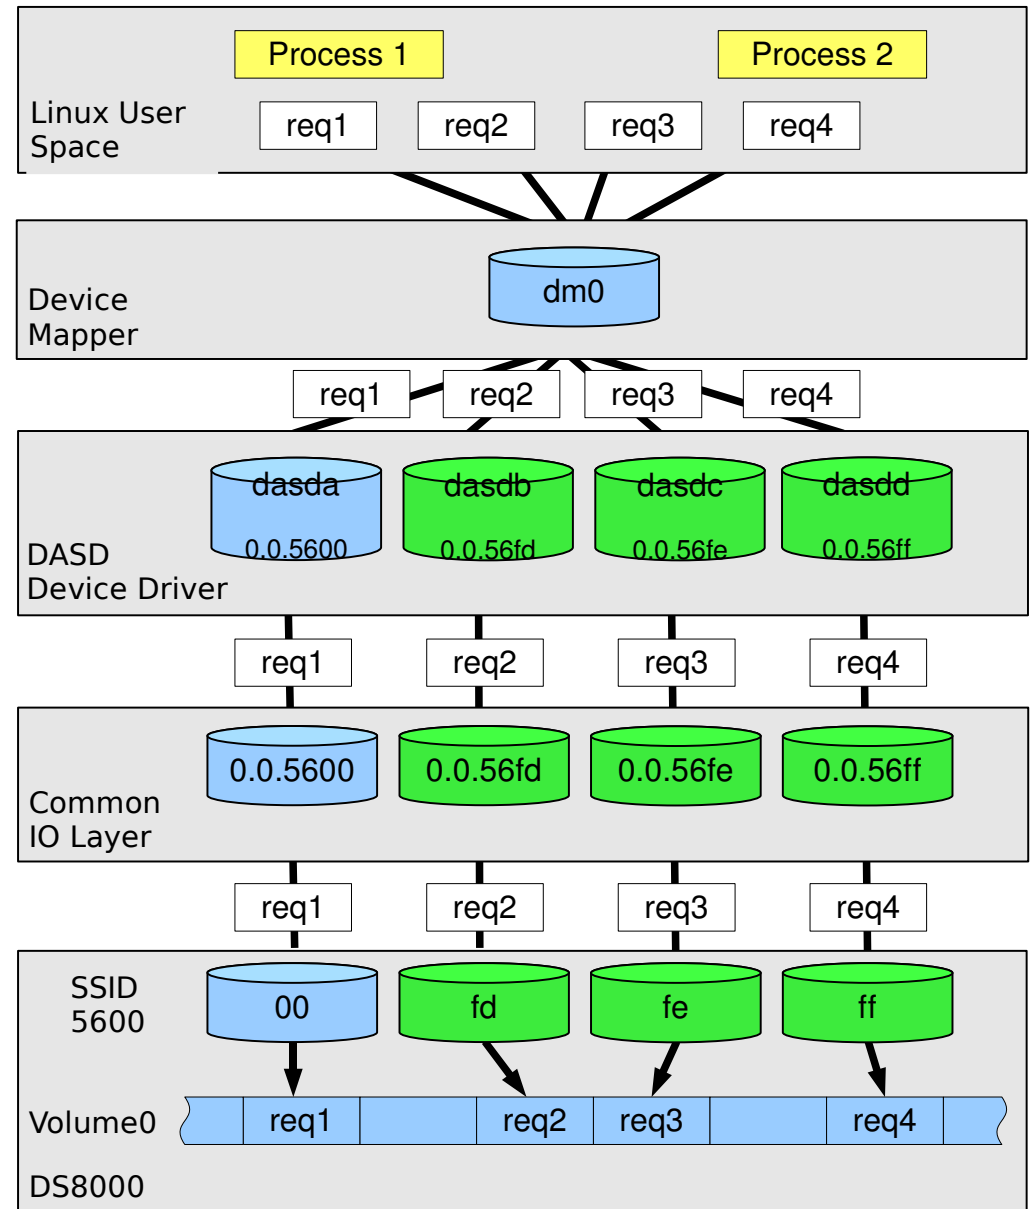 Process 1
Process 2
Linux User
Space
req1
req2
req3
req4
Device
Mapper
dm0
req1
req2
req3
req4
dasda
dasdb
dasdc
dasdd
0.0.5600
0.0.56fd
0.0.56fe
0.0.56ff
DASD
Device Driver
req1
req2
req3
req4
0.0.5600
0.0.56fd
0.0.56fe
0.0.56ff
Common
IO Layer
req1
req2
req3
req4
SSID
5600
00
fd
fe
ff
Volume0
req1
req2
req3
req4
DS8000